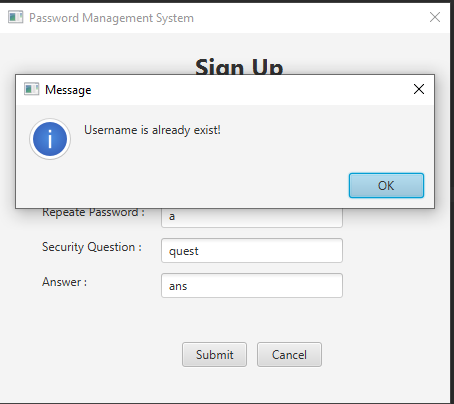 Password Management System
Sign Up
Message
Username is already exist!
OK
Repeate Password : a
Security Question : quest
Answer : ans
Submit Cancel